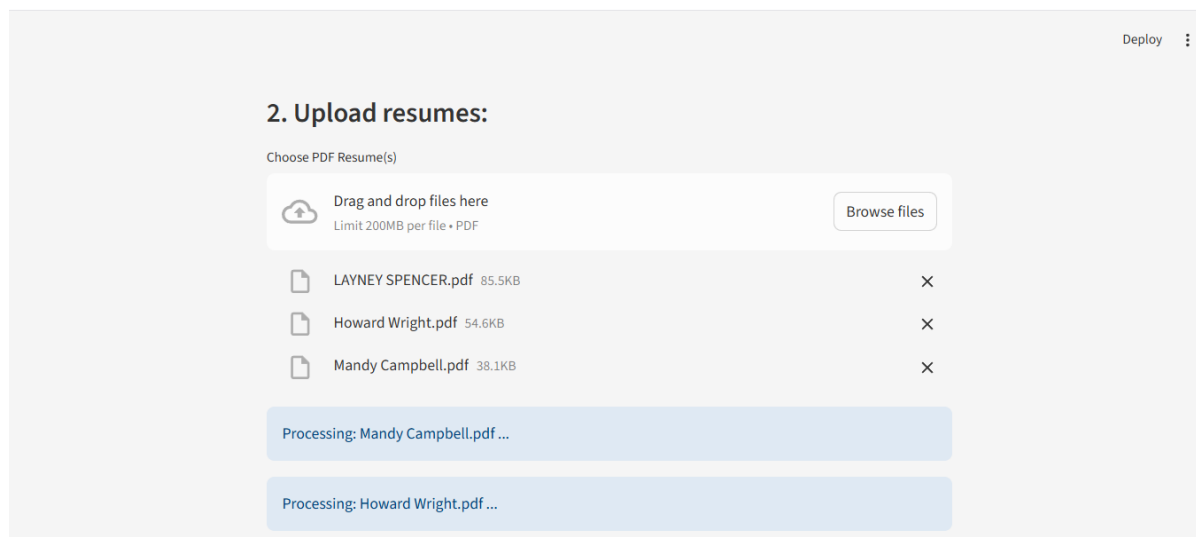 Deploy
2. Upload resumes:
Choose PDF Resume(s)
Drag and drop files here
Limit 200MB per file • PDF
Browse files
LAYNEY SPENCER.pdf 85.5KB
Howard Wright.pdf 54.6KB
Mandy Campbell.pdf 38.1KB
Processing: Mandy Campbell.pdf ...
Processing: Howard Wright.pdf ...